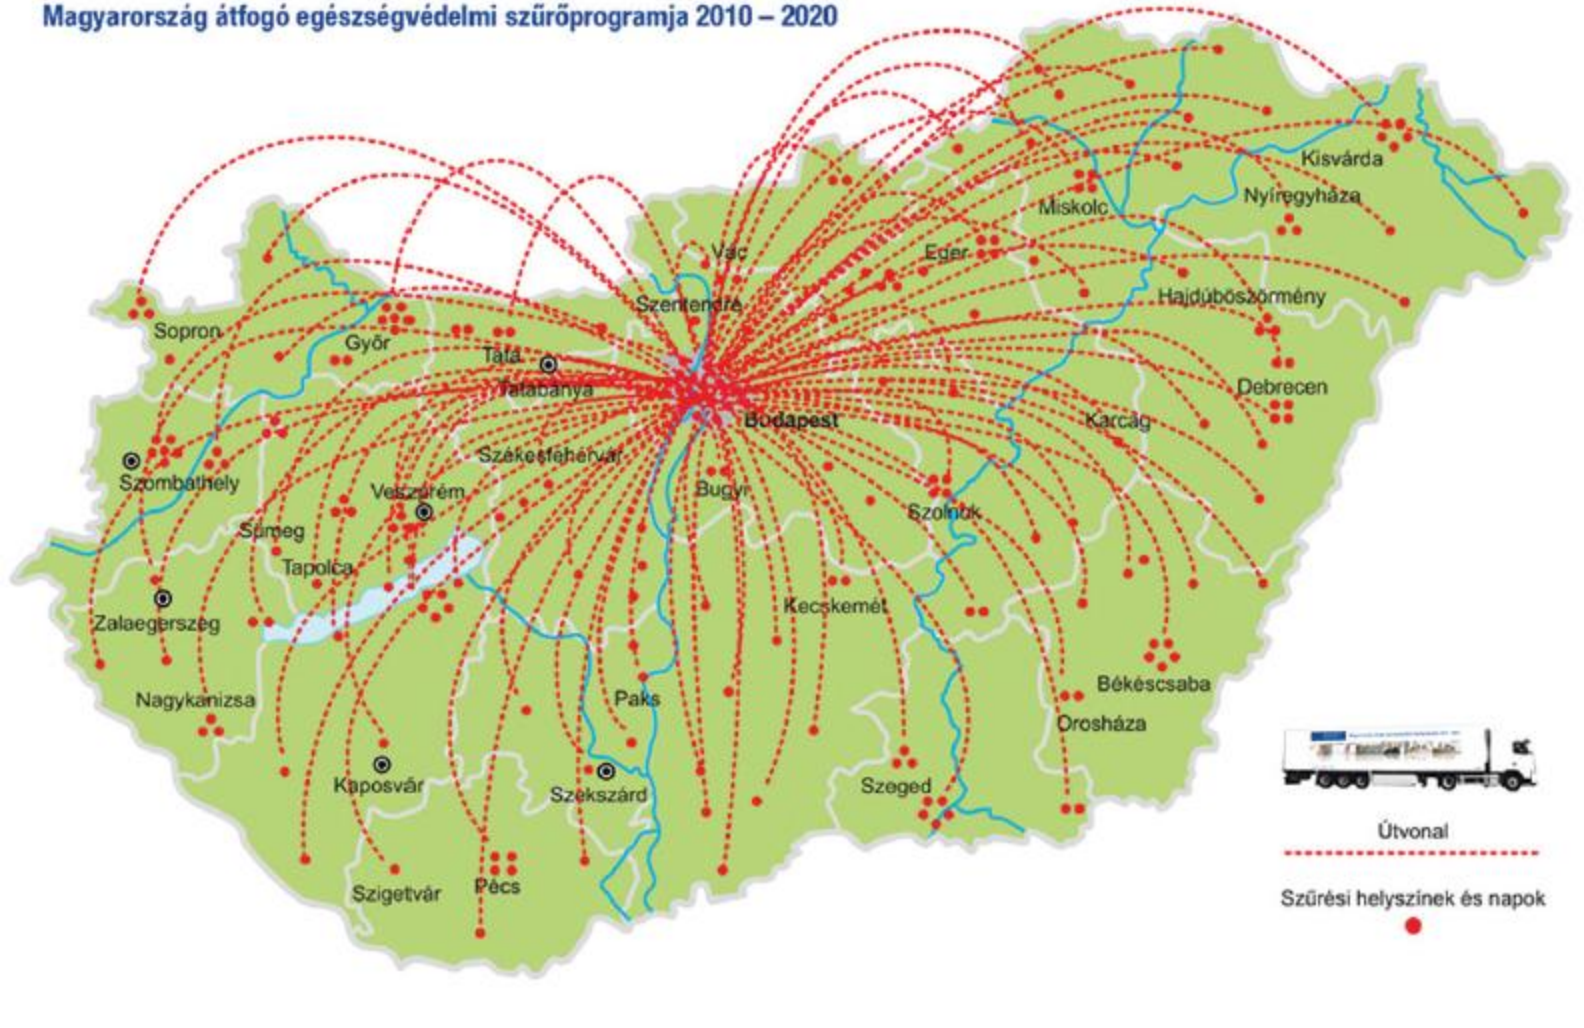 Magyarország átfogó egészségvédelmi szűrőprogramja 2010 – 2020
Kisvárda
Nyíregyháza
Miskolc
Vác
Eger
Szentendre
Hajdúböszörmény
Sopron
Győr
Tata
Tatabánya
Debrecen
Budapest
Karcag
Székesfehérvár
Szombathely
Veszprém
Bugyi
Szolnok
Sümeg
Tapolca
Kecskemét
Zalaegerszeg
Békéscsaba
Nagykanizsa
Paks
Orosháza
Kaposvár
Szekszárd
Szeged
Szigetvár
Pécs
Útvonal
Szűrési helyszínek és napok